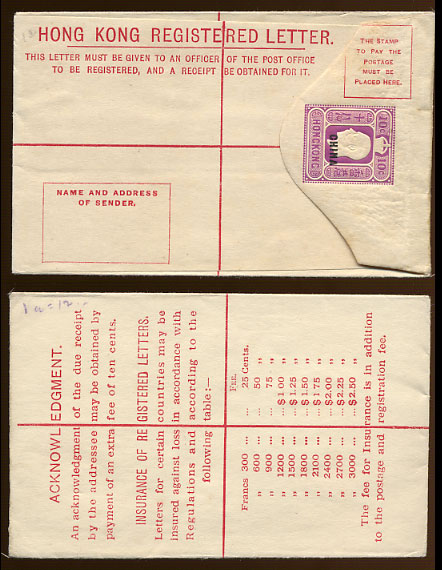 HONG KONG REGISTERED LETTER.
THIS LETTER MUST BE GIVEN TO AN OFFICER OF THE POST OFFICE
TO BE REGISTERED, AND A RECEIPT BE OBTAINED FOR IT.
THE STAMP
TO PAY THE
POSTAGE
MUST BE
PLACED HERE.
10c 10c
HONGKONG
CHINA
NAME AND ADDRESS
OF SENDER.
ACKNOWLEDGMENT.
An acknowledgment of the due receipt
by the addressee may be obtained by
payment of an extra fee of ten cents.
INSURANCE OF REGISTERED LETTERS.
Letters for certain countries may be
insured against loss in accordance with
Regulations and according to the
following table:—
FEE.
Francs 300 ... ... 25 Cents.
„ 600 ... ... 50 „
„ 900 ... ... 75 „
„ 1200 ... ... $ 1 00 „
„ 1500 ... ... $ 1.25 „
„ 1800 ... ... $ 1.50 „
„ 2100 ... ... $ 1 75 „
„ 2400 ... ... $ 2.00 „
„ 2700 ... ... $ 2.25 „
„ 3000 ... ... $ 2.50 „
The fee for Insurance is in addition
to the postage and registration fee.